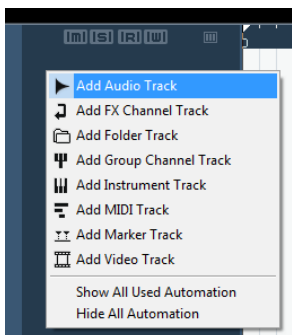 m S R W
Add Audio Track
Add FX Channel Track
Add Folder Track
Add Group Channel Track
Add Instrument Track
Add MIDI Track
Add Marker Track
Add Video Track
Show All Used Automation
Hide All Automation